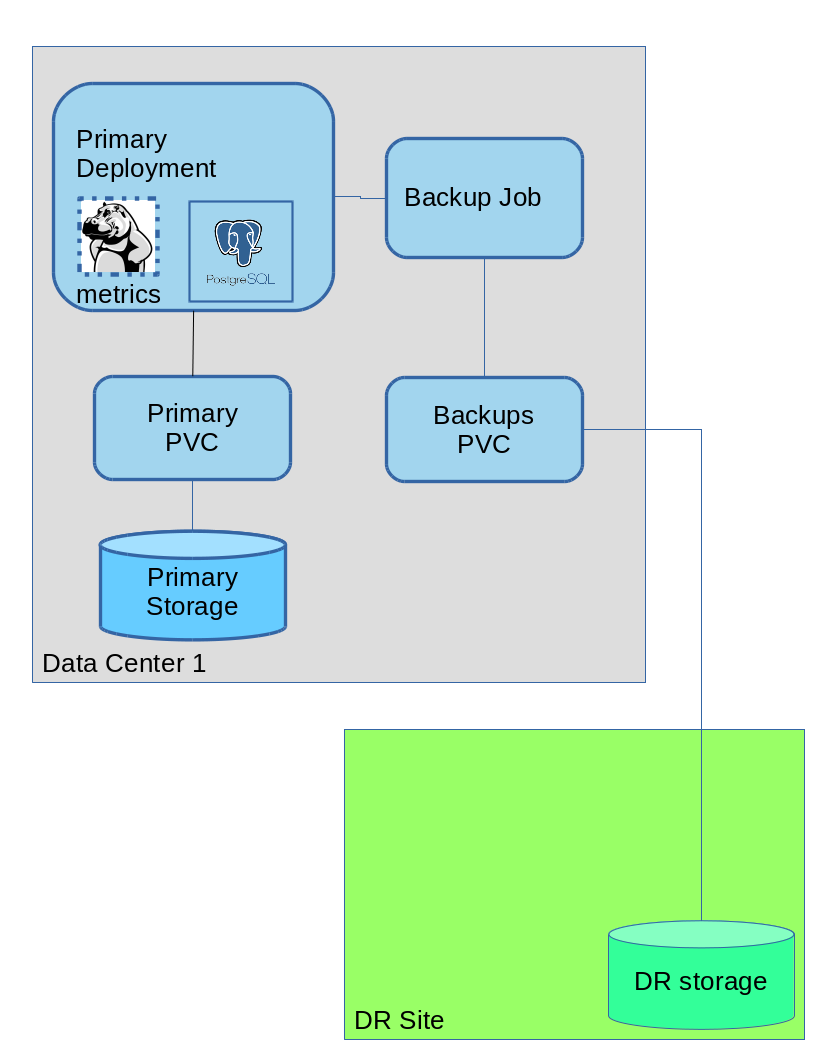 Primary
Deployment
metrics
PostgreSQL
Backup Job
Primary
PVC
Backups
PVC
Primary
Storage
Data Center 1
DR storage
DR Site